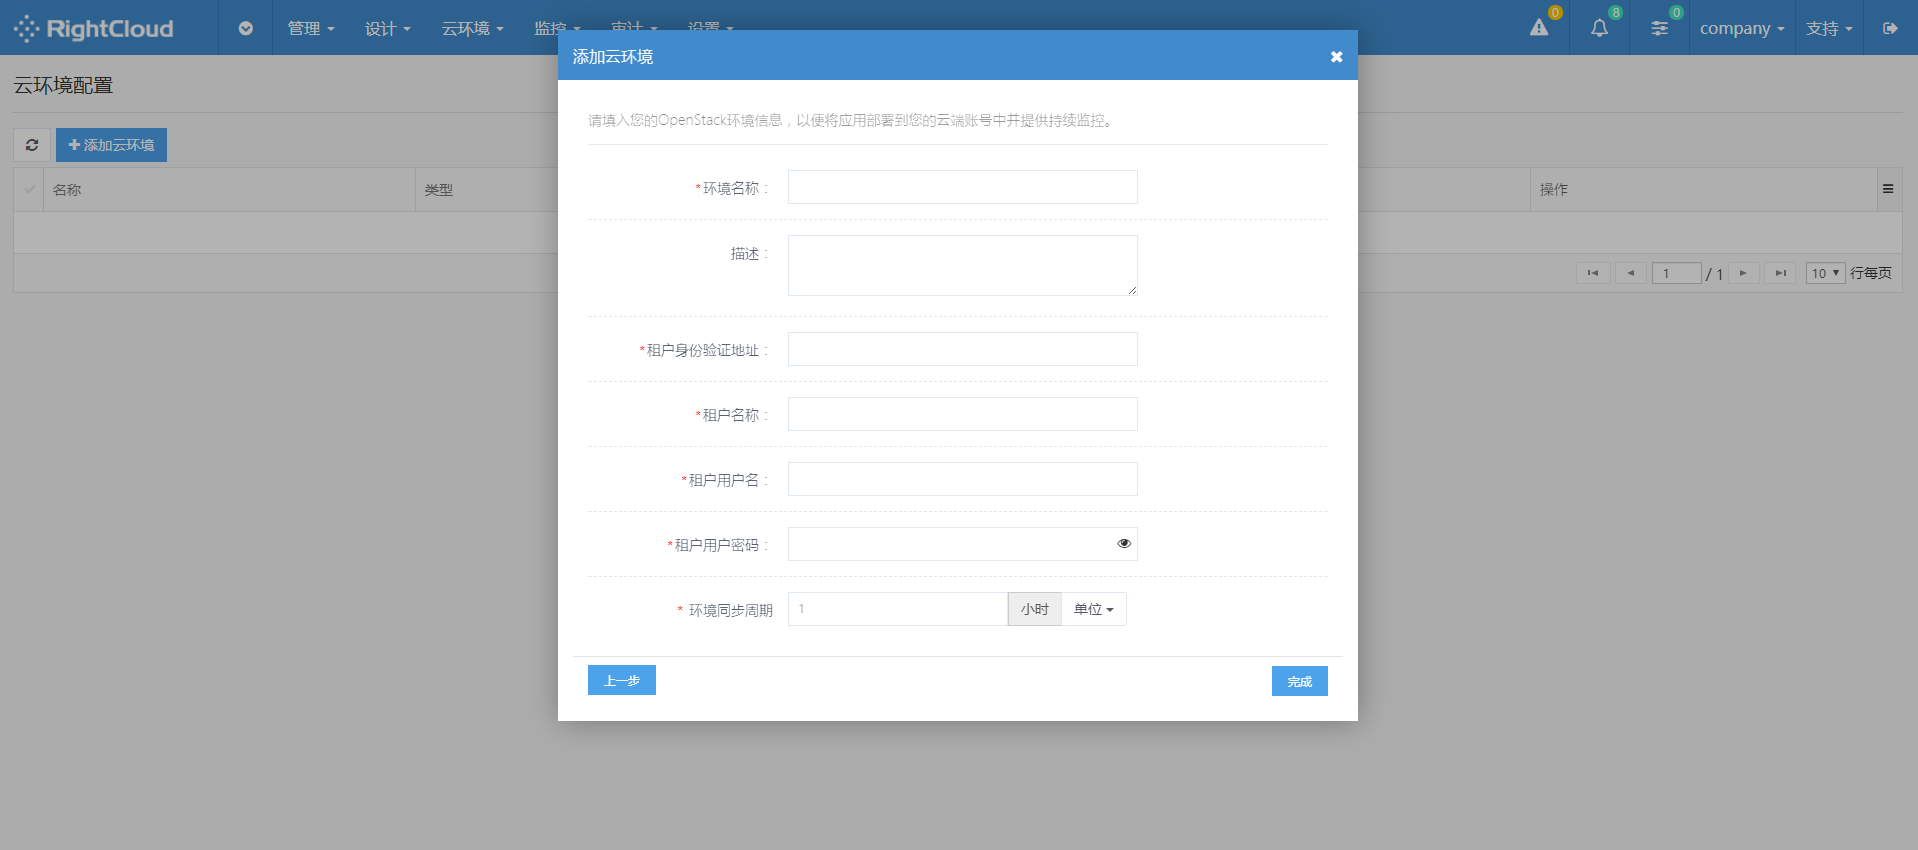 RightCloud 管理 设计 云环境 监控 审计 设置 0 8 0 company 支持
添加云环境
云环境配置
请填入您的OpenStack环境信息，以便将应用部署到您的云端账号中并提供持续监控。
添加云环境
名称 类型 操作
*环境名称：
描述：
1 / 1 10 行每页
*租户身份验证地址：
*租户名称：
*租户用户名：
*租户用户密码：
* 环境同步周期 1 小时 单位
上一步 完成